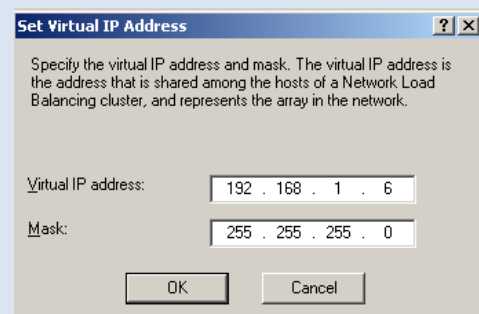 Set Virtual IP Address
Specify the virtual IP address and mask. The virtual IP address is
the address that is shared among the hosts of a Network Load
Balancing cluster, and represents the array in the network.
Virtual IP address: 192 . 168 . 1 . 6
Mask: 255 . 255 . 255 . 0
OK Cancel